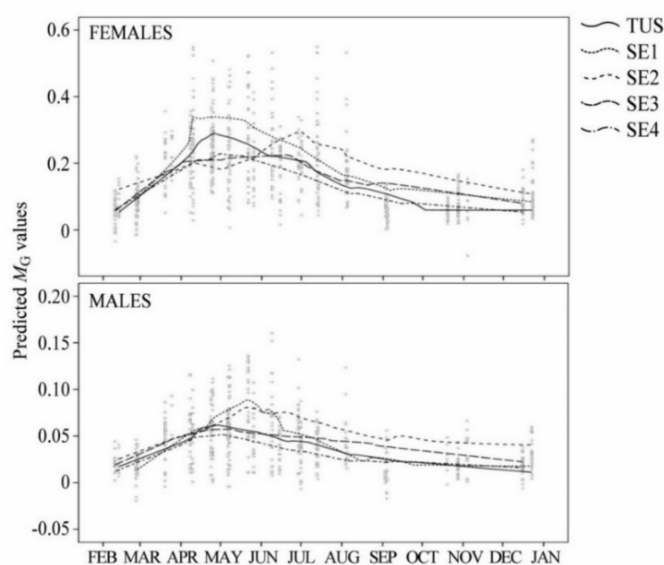 FEMALES
0.6
0.4
0.2
0
TUS
SE1
SE2
SE3
SE4
Predicted M_G values
MALES
0.20
0.15
0.10
0.05
0
-0.05
FEB MAR APR MAY JUN JUL AUG SEP OCT NOV DEC JAN